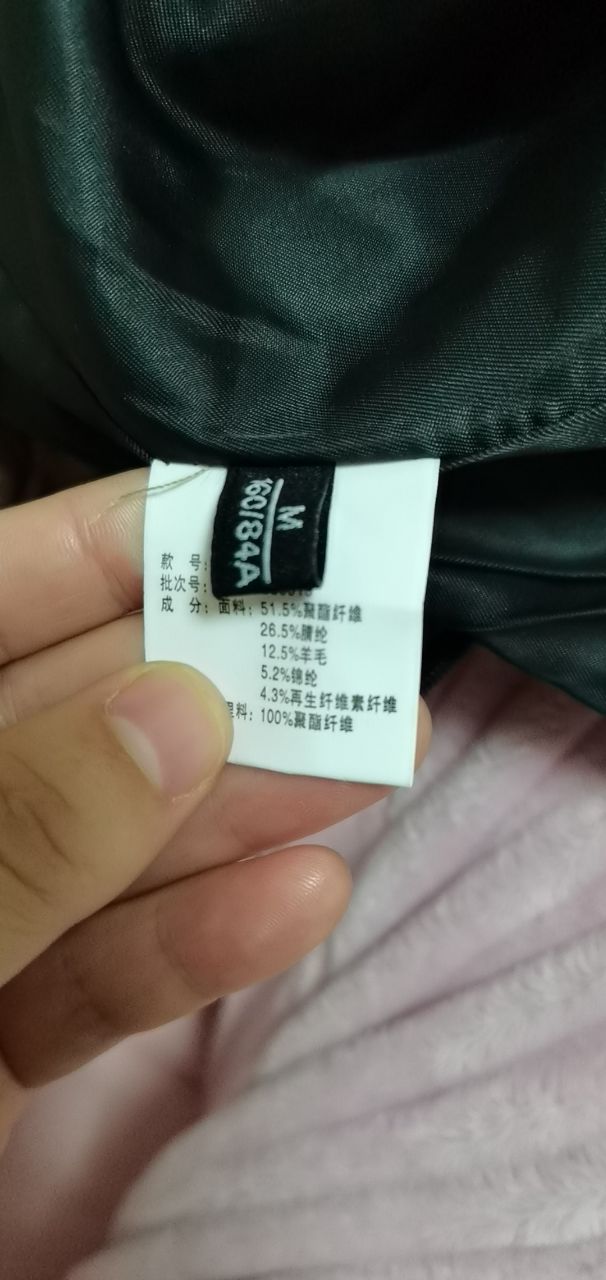 M
160/84A
款 号:
批次号:
成 分: 面料: 51.5%聚酯纤维
26.5%腈纶
12.5%羊毛
5.2%锦纶
4.3%再生纤维素纤维
里料: 100%聚酯纤维